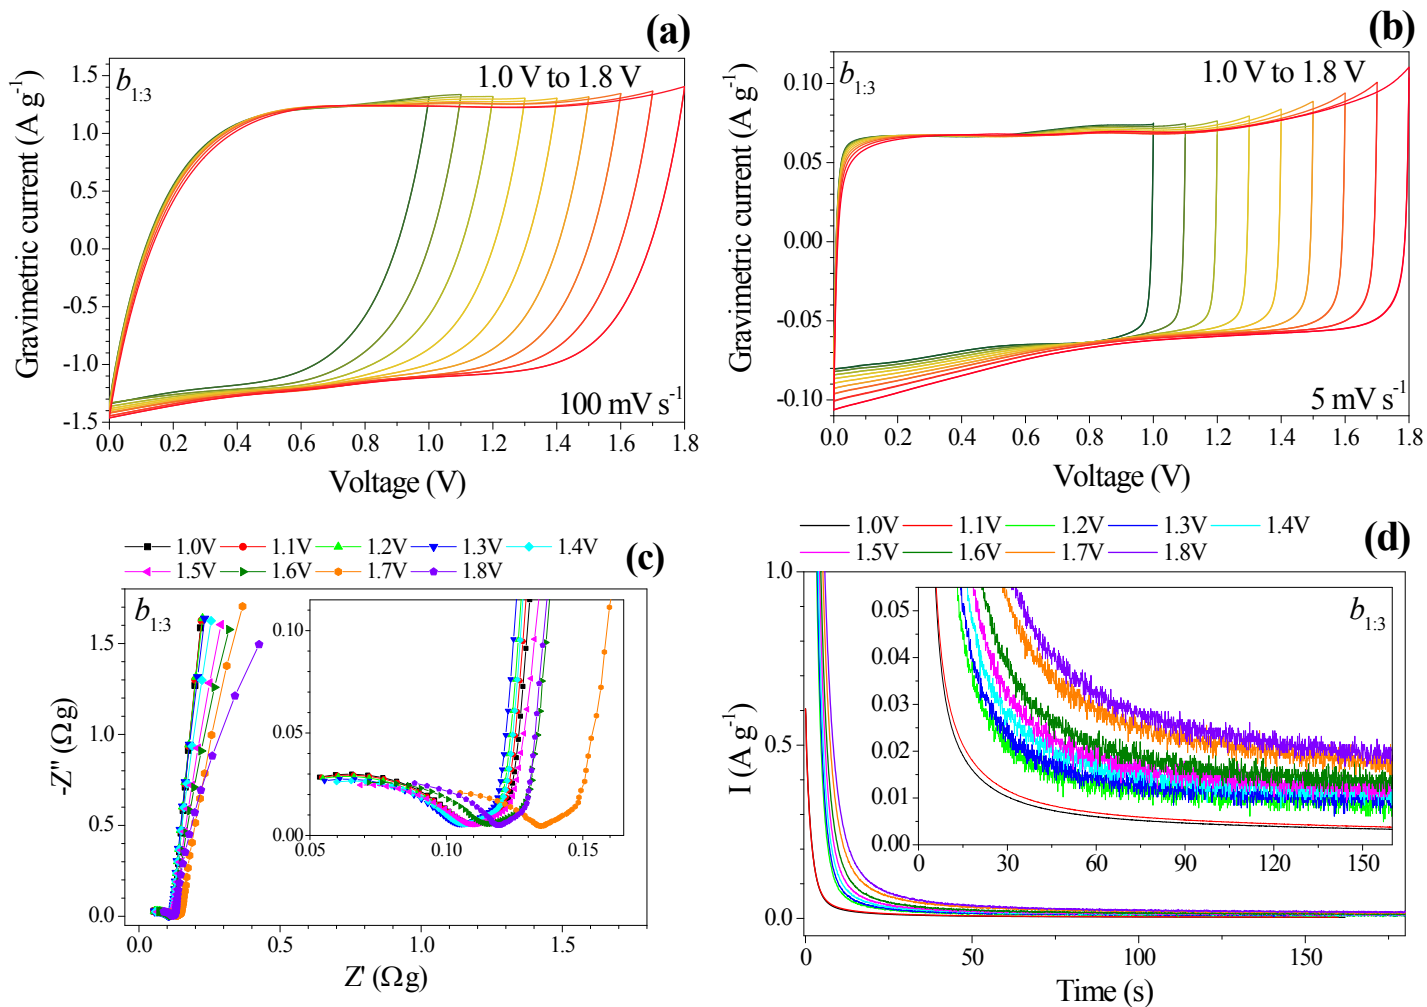 (a)
b1:3
1.0 V to 1.8 V
100 mV s-1
Gravimetric current (A g-1)
1.5
1.0
0.5
0.0
-0.5
-1.0
-1.5
0.0 0.2 0.4 0.6 0.8 1.0 1.2 1.4 1.6 1.8
Voltage (V)
(b)
b1:3
1.0 V to 1.8 V
5 mV s-1
Gravimetric current (A g-1)
0.10
0.05
0.00
-0.05
-0.10
0.0 0.2 0.4 0.6 0.8 1.0 1.2 1.4 1.6 1.8
Voltage (V)
1.0V 1.1V 1.2V 1.3V 1.4V
1.5V 1.6V 1.7V 1.8V
(c)
b1:3
-Z'' (Ωg)
1.5
1.0
0.5
0.0
0.0 0.5 1.0 1.5
Z' (Ωg)
0.10
0.05
0.00
0.05 0.10 0.15
1.0V 1.1V 1.2V 1.3V 1.4V
1.5V 1.6V 1.7V 1.8V
(d)
b1:3
I (A g-1)
1.0
0.5
0.0
50 100 150
Time (s)
0.05
0.04
0.03
0.02
0.01
0.00
0 30 60 90 120 150